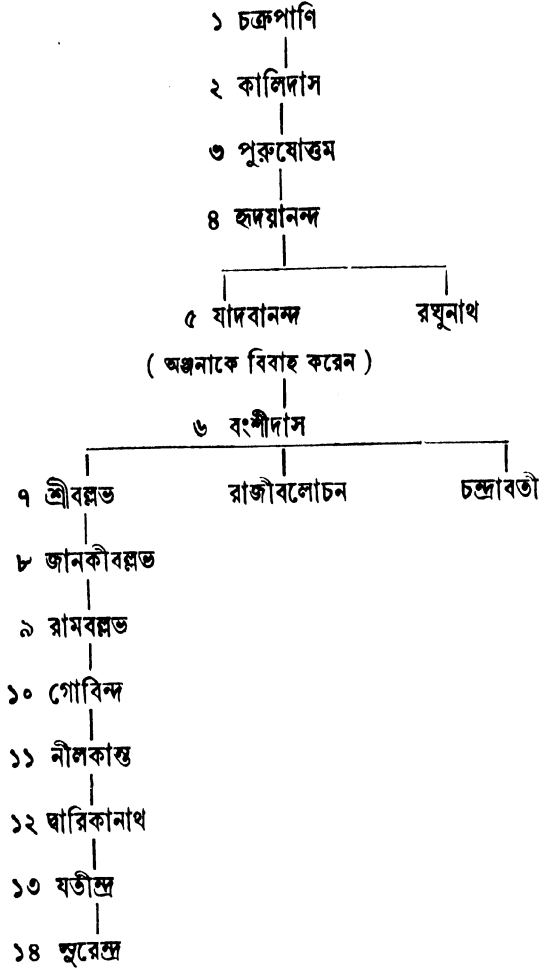 ১ চক্রপাণি
২ কালিদাস
৩ পুরুষোত্তম
৪ হৃদয়ানন্দ
৫ যাদবানন্দ রঘুনাথ
( অঞ্জনাকে বিবাহ করেন )
৬ বংশীদাস
৭ শ্রীবল্লভ রাজীবলোচন চন্দ্রাবতী
৮ জানকীবল্লভ
৯ রামবল্লভ
১০ গোবিন্দ
১১ নীলকান্ত
১২ দ্বারিকানাথ
১৩ যতীন্দ্র
১৪ সুরেন্দ্র